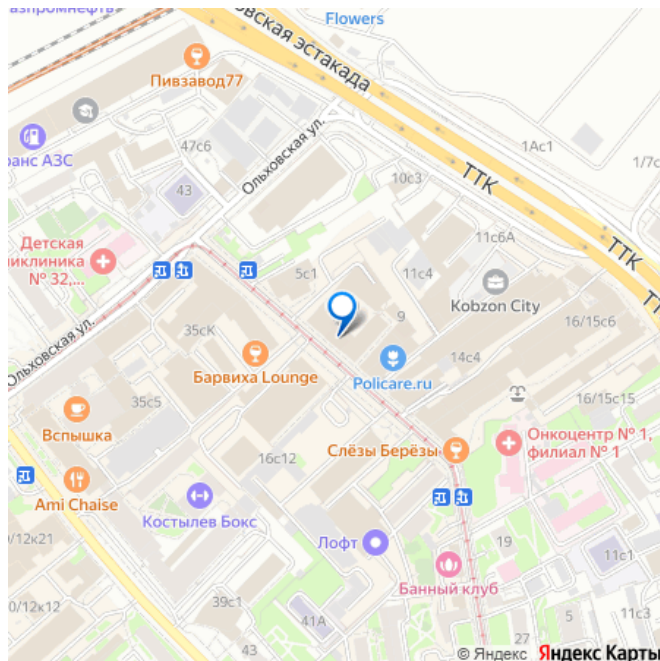 азпромнефть
Flowers
овская эстакада
Пивзавод77
1Ас1
1/7с
47с6
ранс АЗС
Ольховская ул.
ТТК
43
10с3
11с6А
ТТК
Детская
ликлиника
№ 32,...
5с1
11с4
Kobzon City
ТТК
9
16/15с6
35сК
Ольховская ул.
Барвиха Lounge
14с4
Policare.ru
35с5
16/15с15
Вспышка
Слёзы Берёзы
Онкоцентр № 1,
филиал № 1
16с12
Ami Chaise
Костылев Бокс
0/12к21
Лофт
19
11с1
Банный клуб
39с1
0/12к12
41А
5
11с3
27
© Яндекс Яндекс Карты